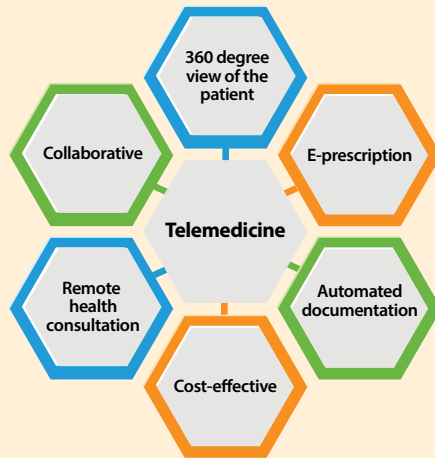 360 degree
view of the
patient
Collaborative
E-prescription
Telemedicine
Remote
health
consultation
Automated
documentation
Cost-effective